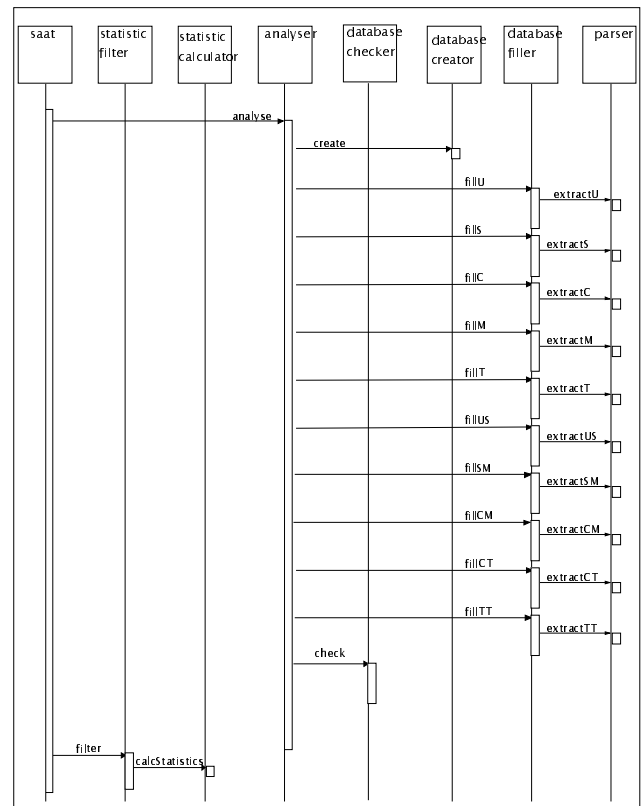 saat
statistic
filter
statistic
calculator
analyser
database
checker
database
creator
database
filler
parser
analyse
create
fillU
extractU
fillS
extractS
fillC
extractC
fillM
extractM
fillT
extractT
fillUS
extractUS
fillSM
extractSM
fillCM
extractCM
fillCT
extractCT
fillTT
extractTT
check
filter
calcStatistics